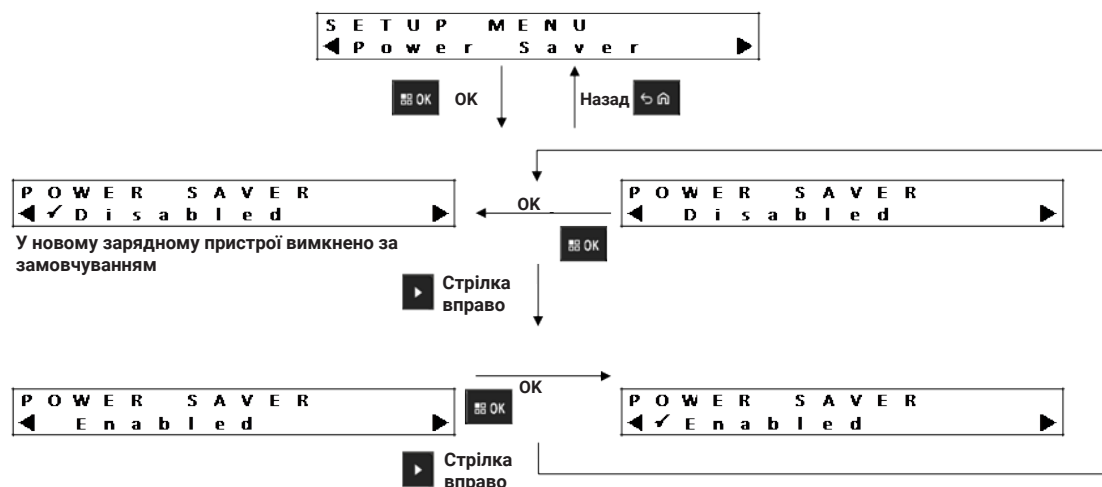 SETUP MENU
◀Power Saver ▶
OK OK
Назад
POWER SAVER
◀✓Disabled ▶
У новому зарядному пристрої вимкнено за
замовчуванням
OK
OK
POWER SAVER
◀ Disabled ▶
Стрілка
вправо
POWER SAVER
◀ Enabled ▶
OK
OK
POWER SAVER
◀✓Enabled ▶
Стрілка
вправо